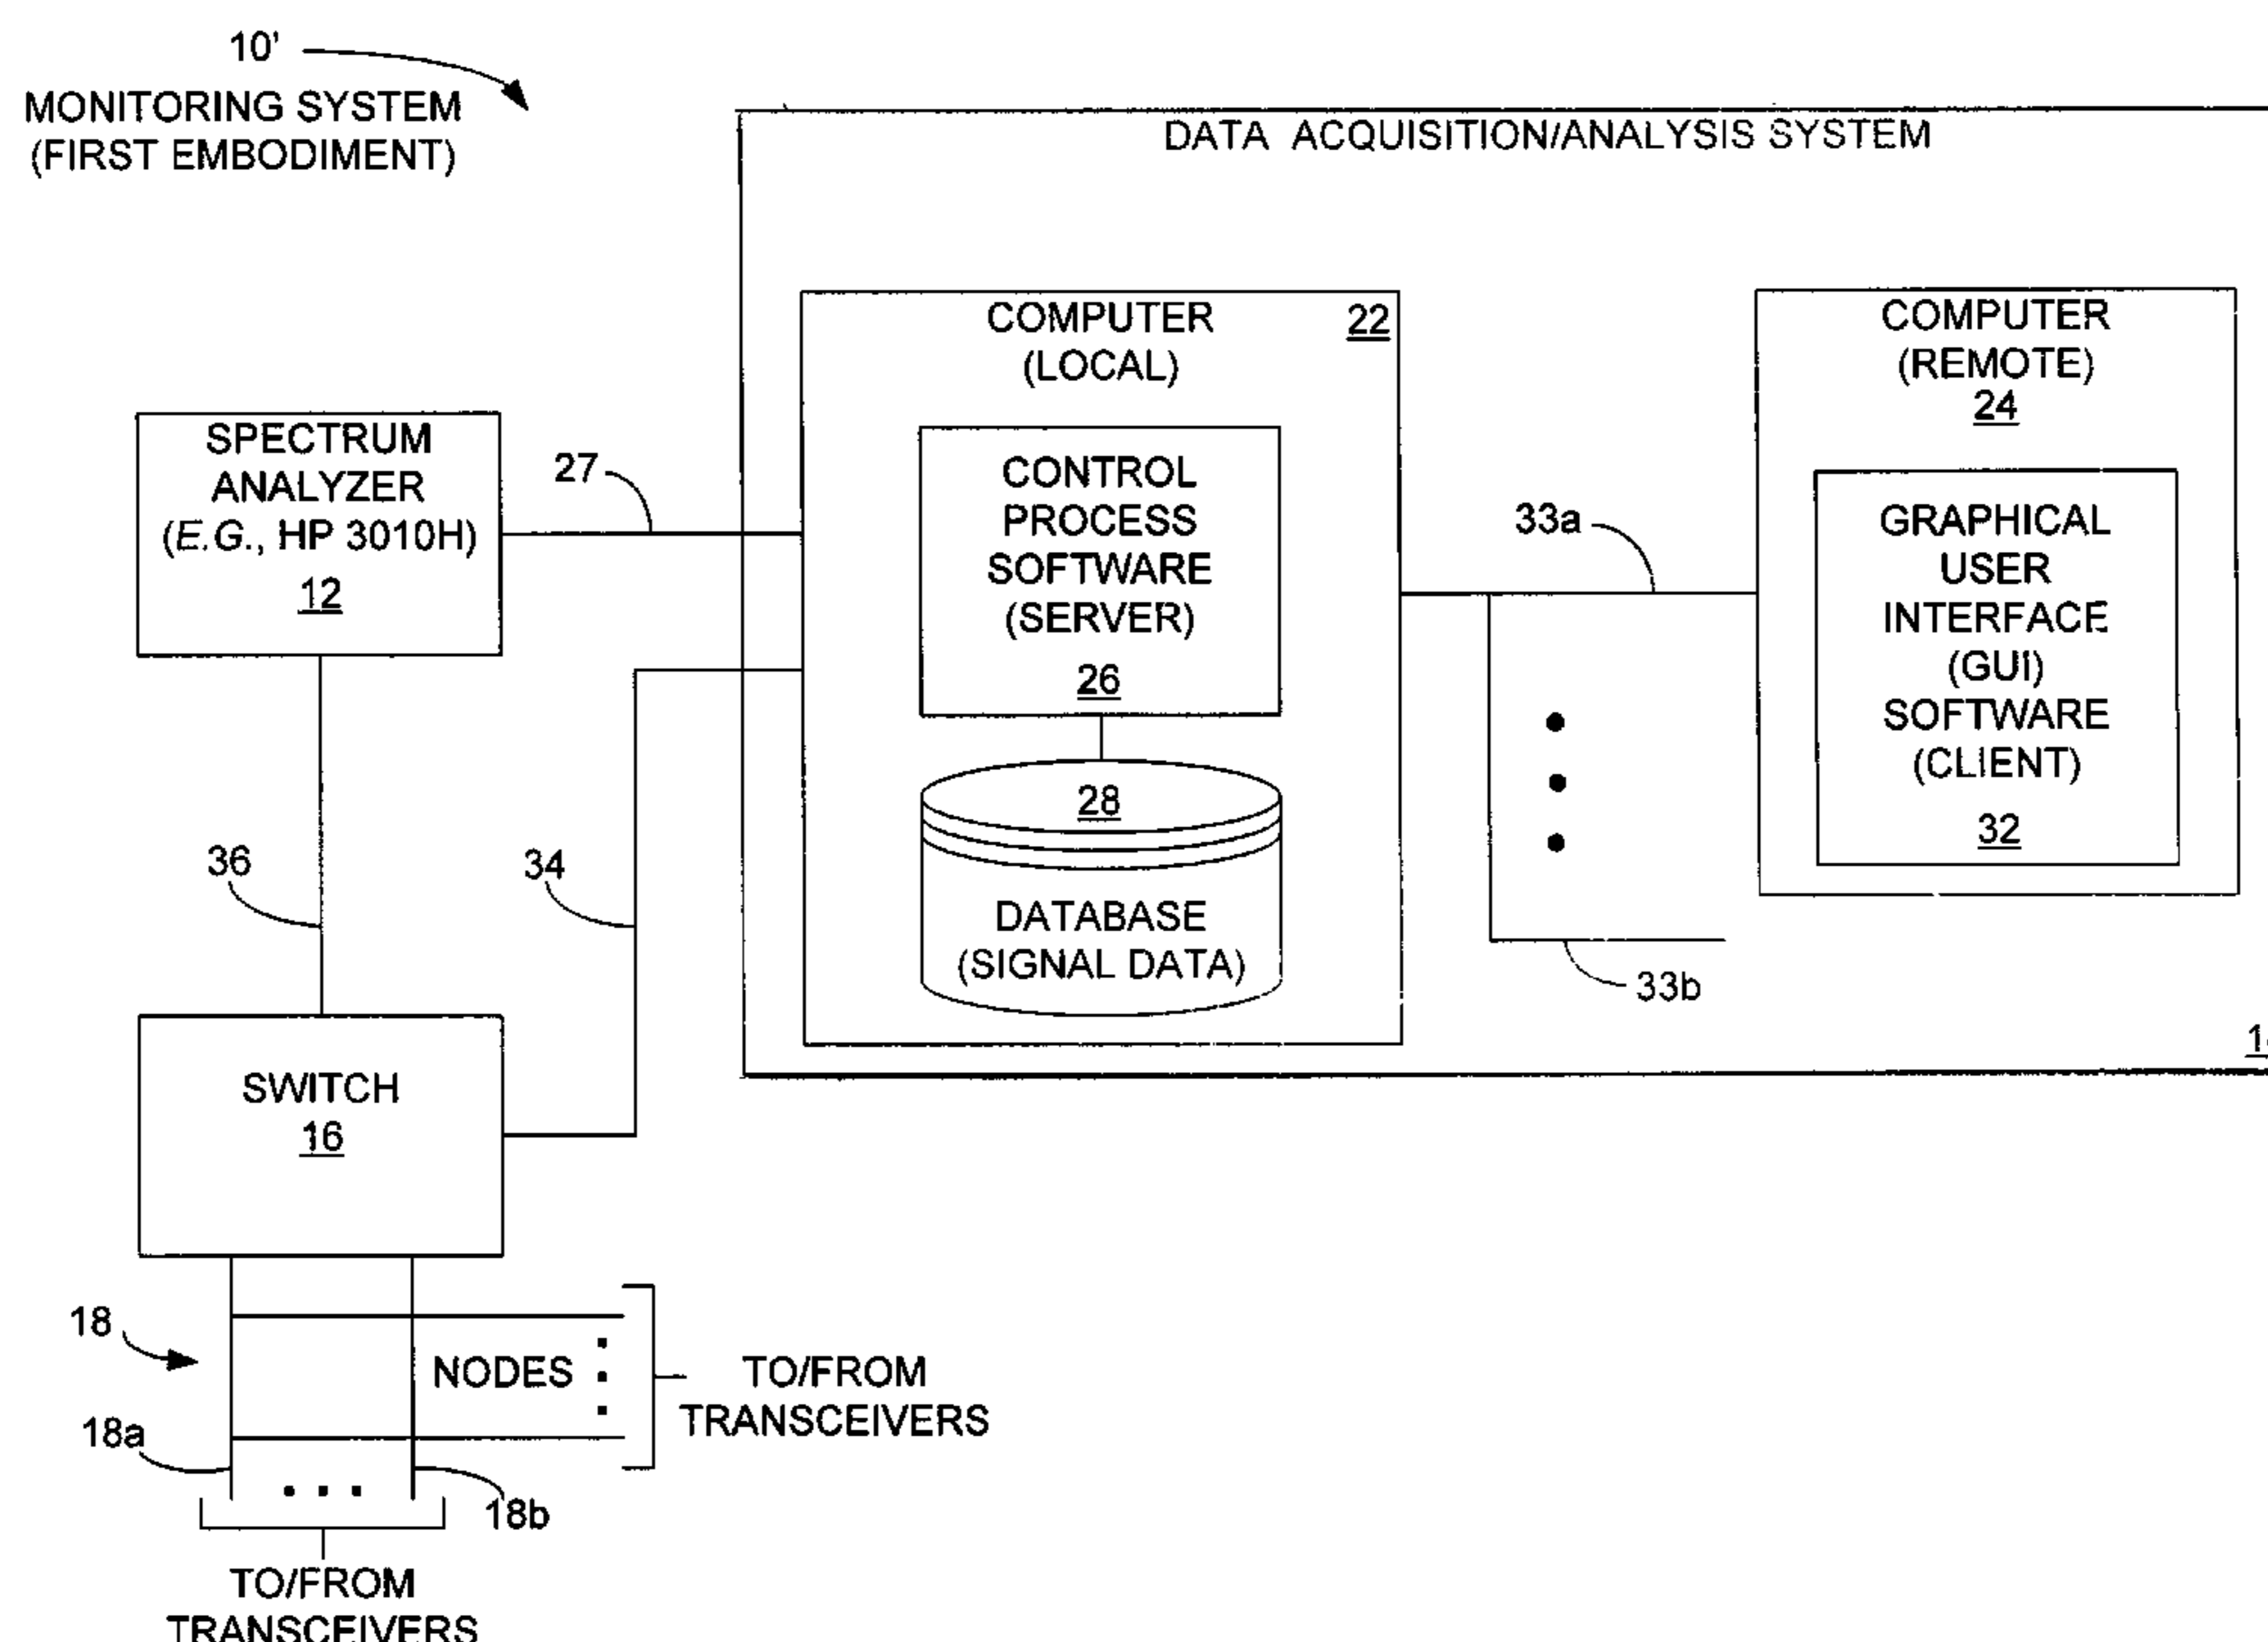 10'
MONITORING SYSTEM
(FIRST EMBODIMENT)
DATA ACQUISITION/ANALYSIS SYSTEM
COMPUTER
(LOCAL)
22
COMPUTER
(REMOTE)
24
SPECTRUM
ANALYZER
(E.G., HP 3010H)
12
27
CONTROL
PROCESS
SOFTWARE
(SERVER)
26
33a
GRAPHICAL
USER
INTERFACE
(GUI)
SOFTWARE
(CLIENT)
32
28
DATABASE
(SIGNAL DATA)
36
34
33b
SWITCH
16
18
NODES
TO/FROM
TRANSCEIVERS
18a
18b
TO/FROM
TRANSCEIVERS